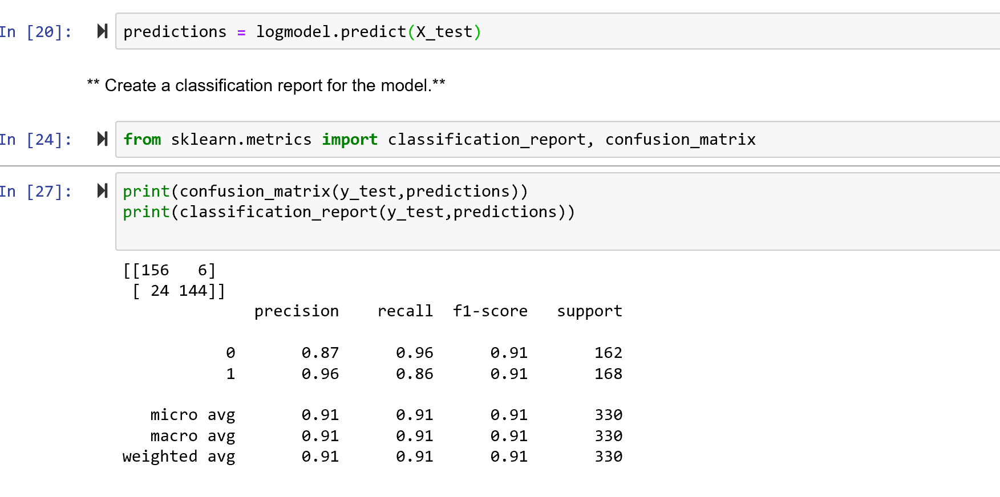 In [20]: predictions = logmodel.predict(X_test)
** Create a classification report for the model.**
In [24]: from sklearn.metrics import classification_report, confusion_matrix
In [27]: print(confusion_matrix(y_test,predictions))
print(classification_report(y_test,predictions))
[[156   6]
 [ 24 144]]
              precision    recall  f1-score   support
           0       0.87      0.96      0.91       162
           1       0.96      0.86      0.91       168
   micro avg       0.91      0.91      0.91       330
   macro avg       0.91      0.91      0.91       330
weighted avg       0.91      0.91      0.91       330